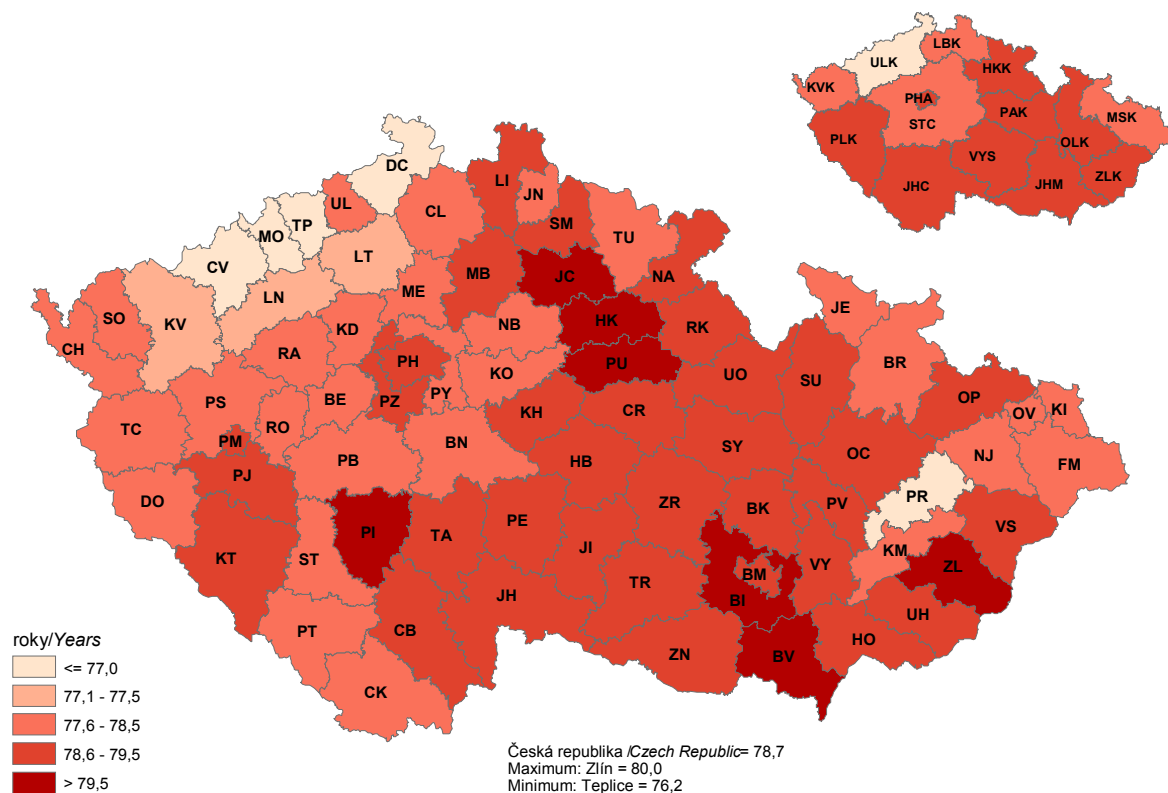 LBK
ULK
HKK
KVK
PHA
MSK
PAK
STC
PLK
OLK
VYS
ZLK
JHC
JHM
DC
LI
JN
UL
CL
SM
TP
MO
TU
LT
CV
MB
JC
NA
ME
LN
SO
KV
NB
HK
RK
JE
KD
CH
RA
PH
PU
BR
KO
UO
SU
OP
BE
PZ
PY
PS
KH
CR
OV
KI
TC
RO
PM
BN
SY
OC
NJ
FM
PB
HB
PJ
DO
PR
ZR
PV
BK
VS
PI
TA
PE
KT
ST
JI
KM
BM
VY
ZL
TR
BI
JH
UH
PT
CB
HO
ZN
BV
CK
roky/Years
<= 77,0
77,1 - 77,5
77,6 - 78,5
78,6 - 79,5
> 79,5
Česká republika /Czech Republic= 78,7
Maximum: Zlín = 80,0
Minimum: Teplice = 76,2